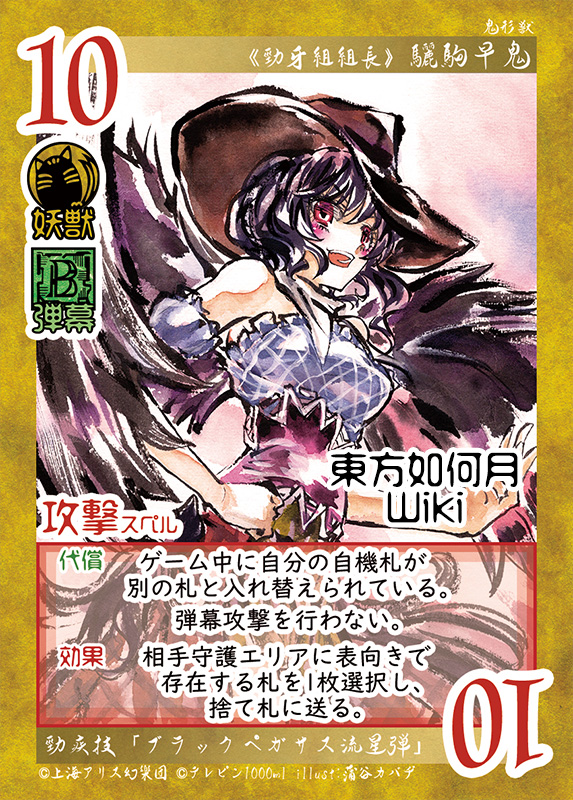 鬼形獣
10
《勁牙組組長》 驪駒早鬼
妖獣
B
弾幕
東方如何月
Wiki
攻撃スペル
代償 ゲーム中に自分の自機札が
別の札と入れ替えられている。
弾幕攻撃を行わない。
効果 相手守護エリアに表向きで
存在する札を1枚選択し、
捨て札に送る。
10
勁疾技「ブラックペガサス流星弾」
©上海アリス幻樂団 ©テレピン1000ml illust:蒲谷カバヂ